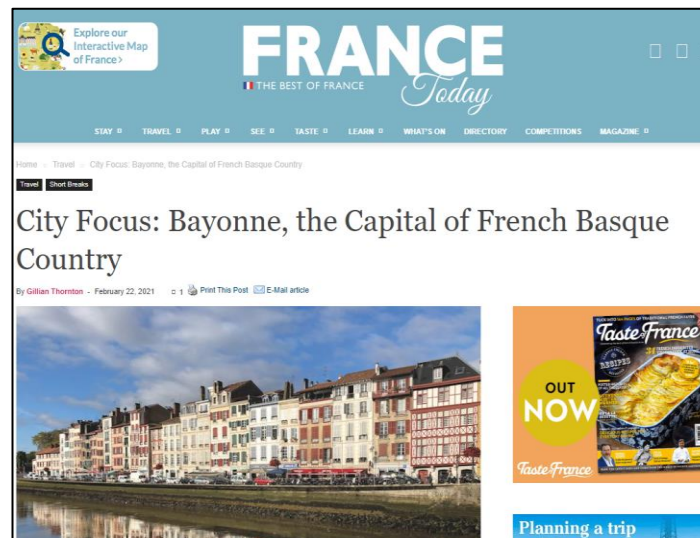 Explore our
Interactive Map
of France >
FRANCE
THE BEST OF FRANCE
Today
STAY TRAVEL PLAY SEE TASTE LEARN WHAT'S ON DIRECTORY COMPETITIONS MAGAZINE
Home Travel City Focus: Bayonne, the Capital of French Basque Country
Travel Short Breaks
City Focus: Bayonne, the Capital of French Basque
Country
By Gillian Thornton - February 22, 2021 1 Print This Post E-Mail article
Taste of France
RECIPES
OUT
NOW
Taste of France
Planning a trip